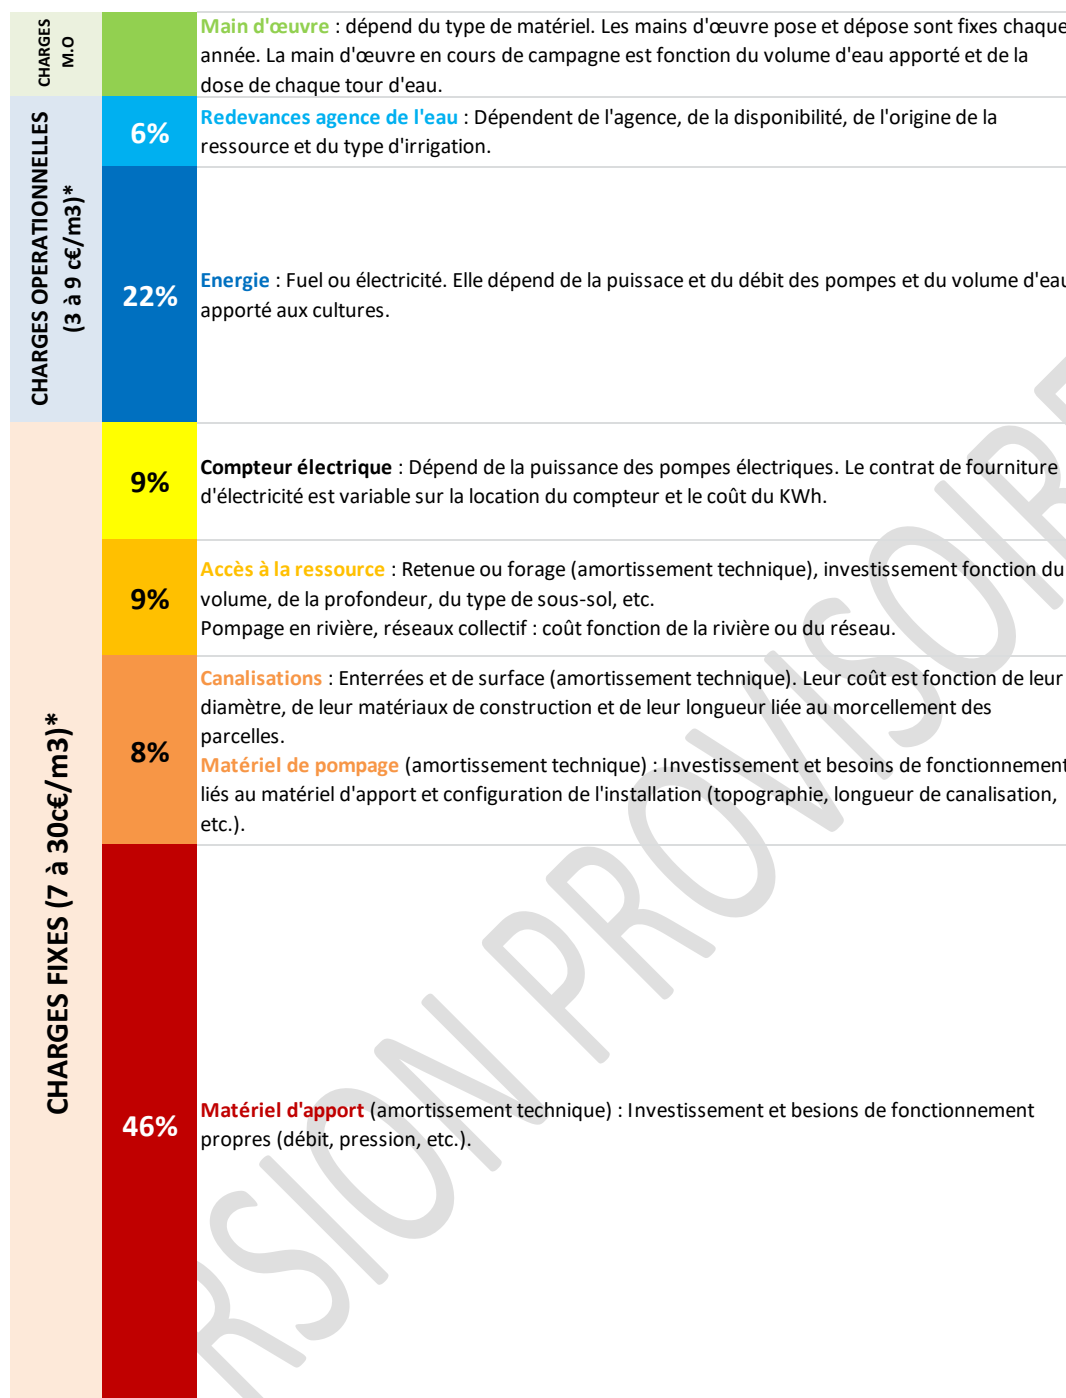 CHARGES
M.O
Main d'œuvre : dépend du type de matériel. Les mains d'œuvre pose et dépose sont fixes chaque
année. La main d'œuvre en cours de campagne est fonction du volume d'eau apporté et de la
dose de chaque tour d'eau.
CHARGES OPERATIONNELLES
(3 à 9 c€/m3)*
6%
Redevances agence de l'eau : Dépendent de l'agence, de la disponibilité, de l'origine de la
ressource et du type d'irrigation.
22%
Energie : Fuel ou électricité. Elle dépend de la puissace et du débit des pompes et du volume d'eau
apporté aux cultures.
CHARGES FIXES (7 à 30c€/m3)*
9%
Compteur électrique : Dépend de la puissance des pompes électriques. Le contrat de fourniture
d'électricité est variable sur la location du compteur et le coût du KWh.
9%
Accès à la ressource : Retenue ou forage (amortissement technique), investissement fonction du
volume, de la profondeur, du type de sous-sol, etc.
Pompage en rivière, réseaux collectif : coût fonction de la rivière ou du réseau.
8%
Canalisations : Enterrées et de surface (amortissement technique). Leur coût est fonction de leur
diamètre, de leur matériaux de construction et de leur longueur liée au morcellement des
parcelles.
Matériel de pompage (amortissement technique) : Investissement et besoins de fonctionnement
liés au matériel d'apport et configuration de l'installation (topographie, longueur de canalisation,
etc.).
46%
Matériel d'apport (amortissement technique) : Investissement et besions de fonctionnement
propres (débit, pression, etc.).
RSION PROVISOIRE